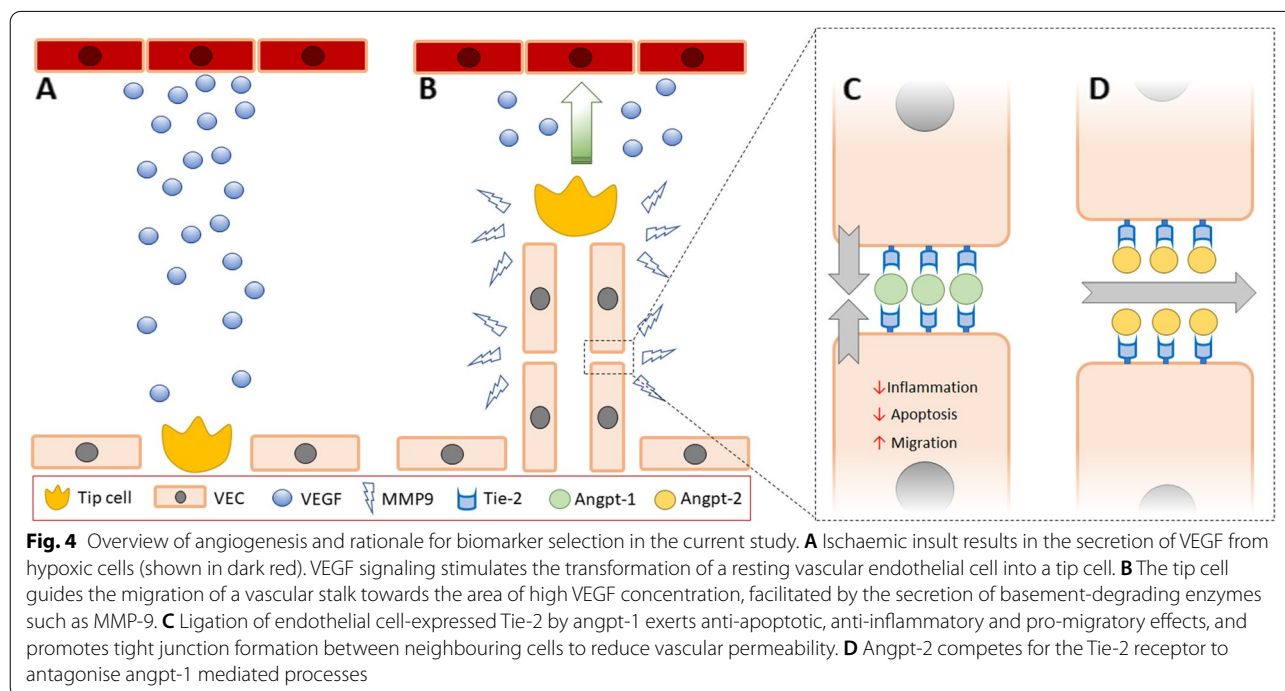 A
B
C
D
↓Inflammation
↓ Apoptosis
↑ Migration
Tip cell VEC VEGF MMP9 Tie-2 Angpt-1 Angpt-2
Fig. 4 Overview of angiogenesis and rationale for biomarker selection in the current study. A Ischaemic insult results in the secretion of VEGF from
hypoxic cells (shown in dark red). VEGF signaling stimulates the transformation of a resting vascular endothelial cell into a tip cell. B The tip cell
guides the migration of a vascular stalk towards the area of high VEGF concentration, facilitated by the secretion of basement-degrading enzymes
such as MMP-9. C Ligation of endothelial cell-expressed Tie-2 by angpt-1 exerts anti-apoptotic, anti-inflammatory and pro-migratory effects, and
promotes tight junction formation between neighbouring cells to reduce vascular permeability. D Angpt-2 competes for the Tie-2 receptor to
antagonise angpt-1 mediated processes